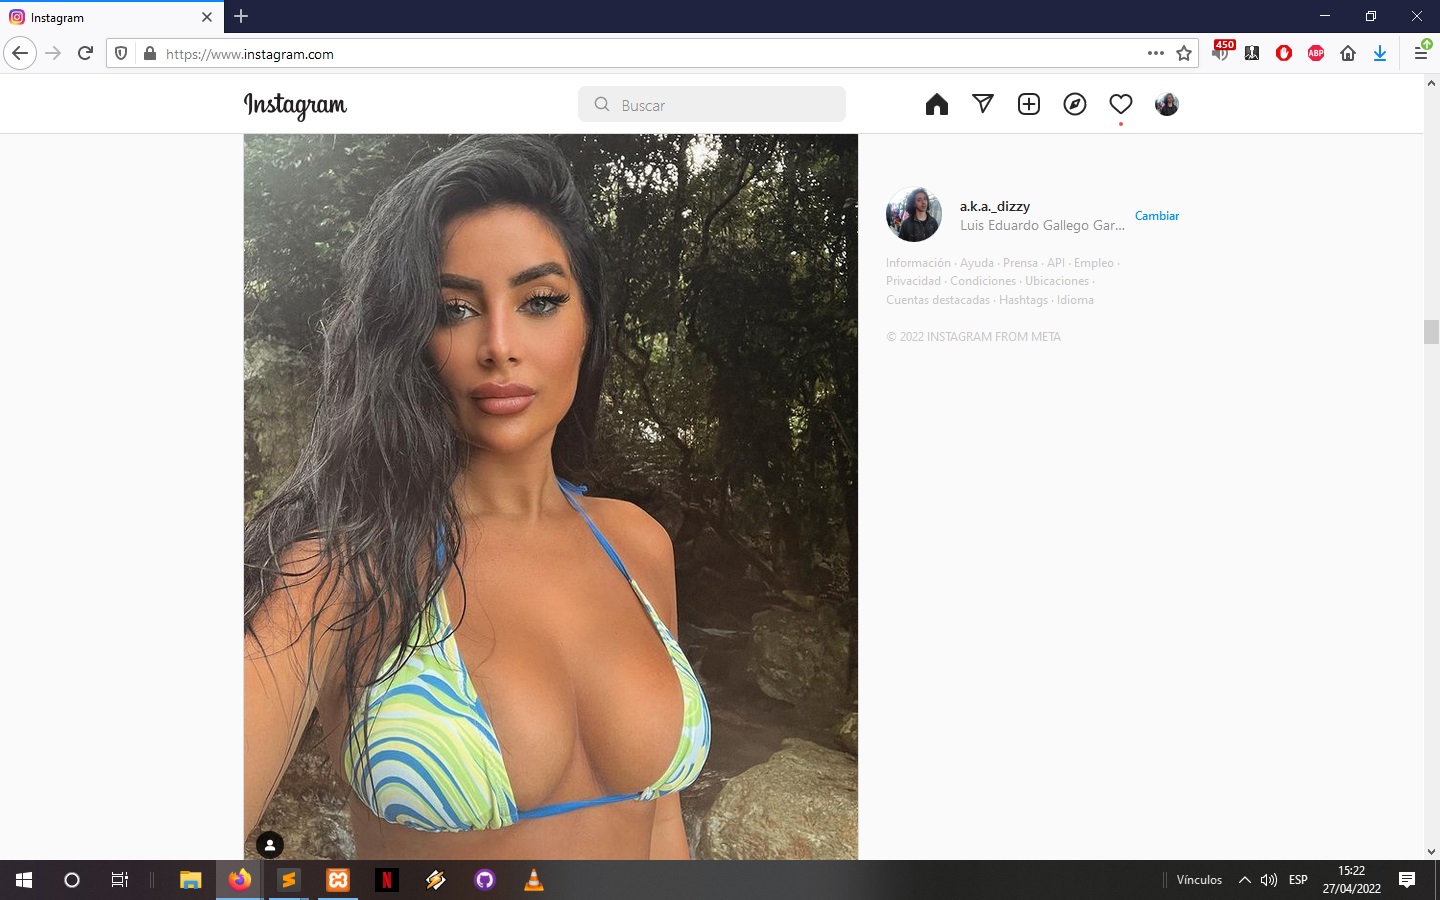 Instagram
https://www.instagram.com
450
ABP
Instagram
Buscar
a.k.a._dizzy
Luis Eduardo Gallego Gar...
Cambiar
Información · Ayuda · Prensa · API · Empleo ·
Privacidad · Condiciones · Ubicaciones ·
Cuentas destacadas · Hashtags · Idioma
© 2022 INSTAGRAM FROM META
N
Vínculos
ESP
15:22
27/04/2022